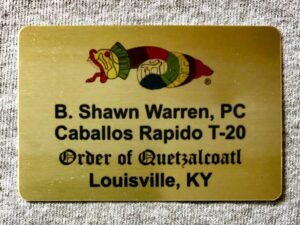 ®
B. Shawn Warren, PC
Caballos Rapido T-20
Order of Quetzalcoatl
Louisville, KY